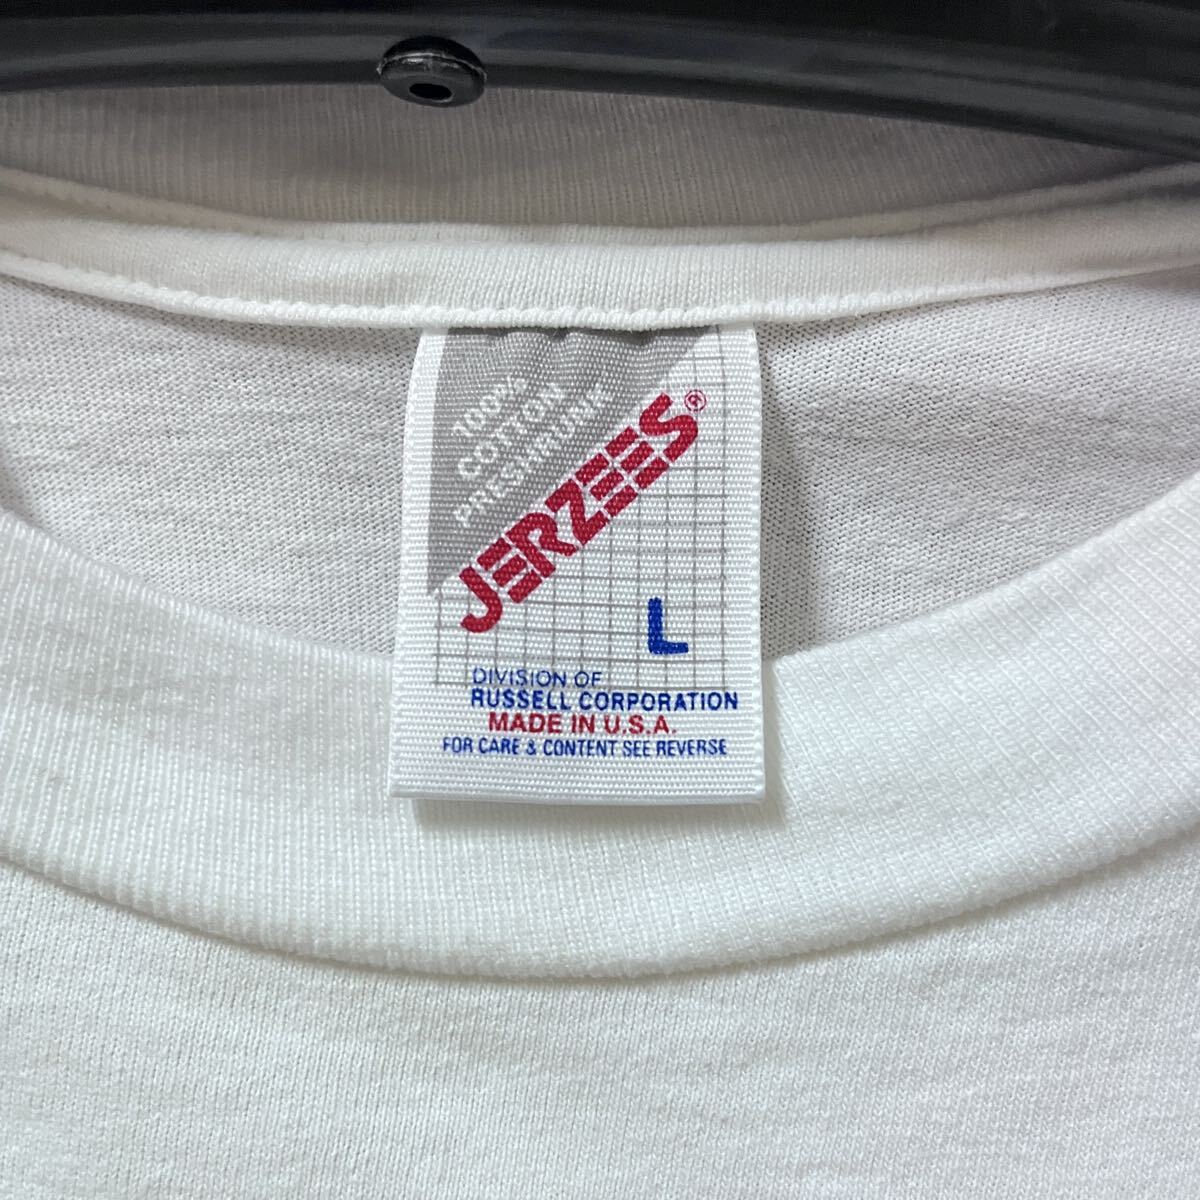 100%
COTTON
PRESHRUNK
JERZEES®
L
DIVISION OF
RUSSELL CORPORATION
MADE IN U.S.A.
FOR CARE & CONTENT SEE REVERSE